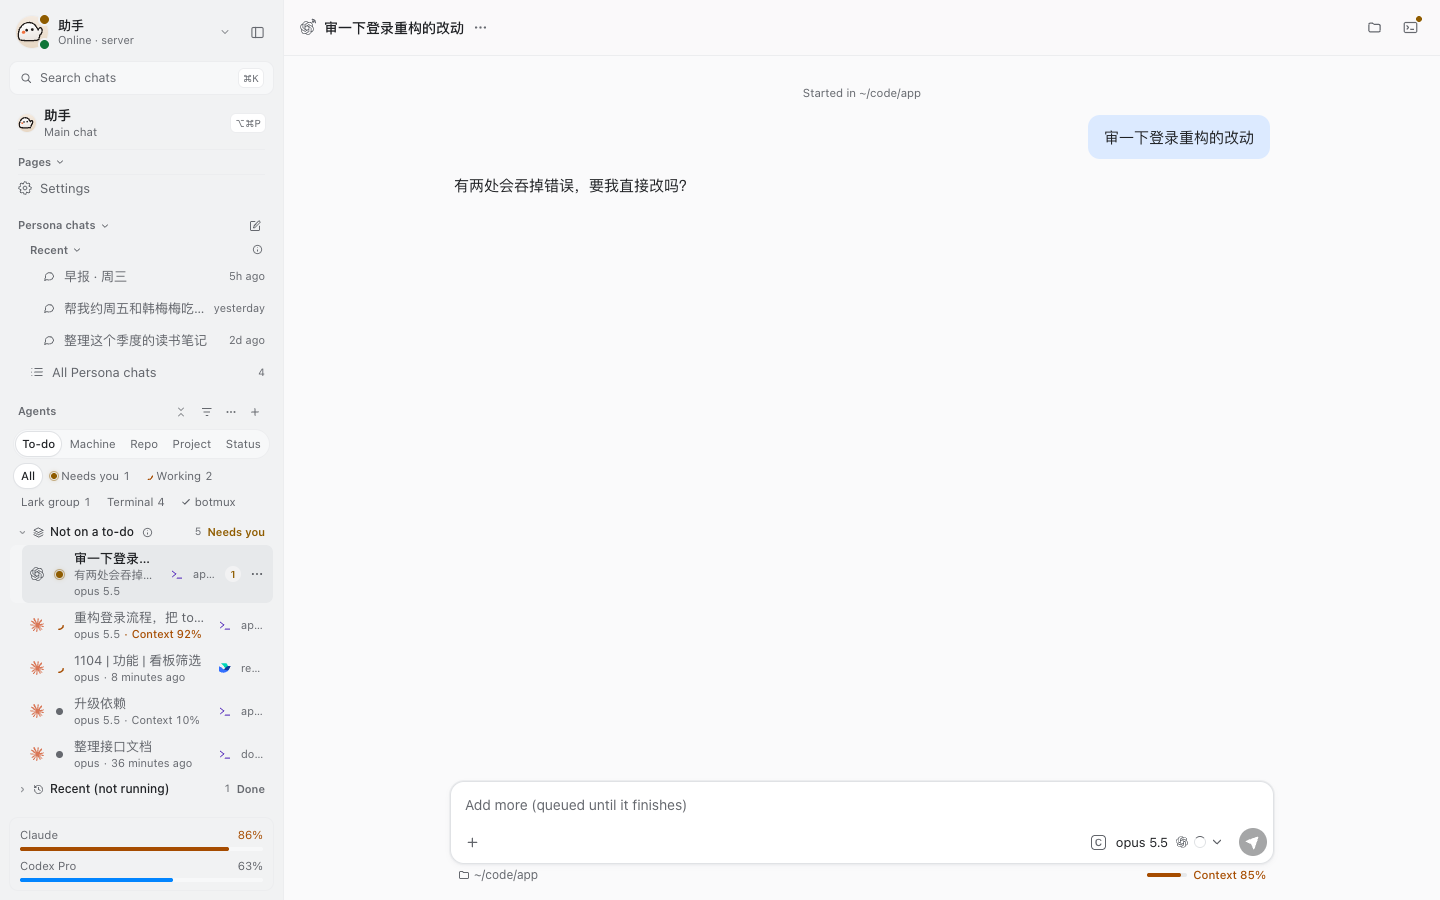 助手
Online · server
Search chats
⌘K
助手
Main chat
⌥⌘P
Pages
Settings
Persona chats
Recent
早报 · 周三
5h ago
帮我约周五和韩梅梅吃...
yesterday
整理这个季度的读书笔记
2d ago
All Persona chats
4
Agents
To-do
Machine
Repo
Project
Status
All
Needs you 1
Working 2
Lark group 1
Terminal 4
botmux
Not on a to-do
5
Needs you
审一下登录...
有两处会吞掉...
ap...
1
opus 5.5
重构登录流程，把 to...
opus 5.5 · Context 92%
ap...
1104 | 功能 | 看板筛选
opus · 8 minutes ago
re...
升级依赖
opus 5.5 · Context 10%
ap...
整理接口文档
opus · 36 minutes ago
do...
Recent (not running)
1
Done
Claude
86%
Codex Pro
63%
审一下登录重构的改动
Started in ~/code/app
审一下登录重构的改动
有两处会吞掉错误，要我直接改吗?
Add more (queued until it finishes)
C
opus 5.5
~/code/app
Context 85%